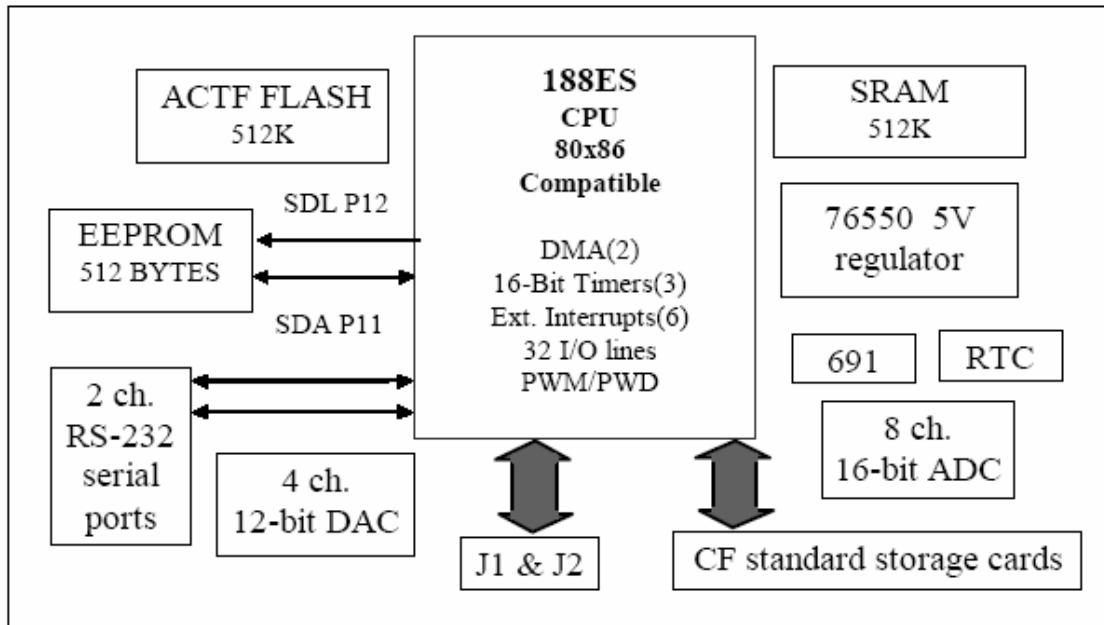 ACTF FLASH
512K
188ES
CPU
80x86
Compatible
DMA(2)
16-Bit Timers(3)
Ext. Interrupts(6)
32 I/O lines
PWM/PWD
SRAM
512K
SDL P12
EEPROM
512 BYTES
SDA P11
76550 5V
regulator
691
RTC
2 ch.
RS-232
serial
ports
4 ch.
12-bit DAC
8 ch.
16-bit ADC
J1 & J2
CF standard storage cards